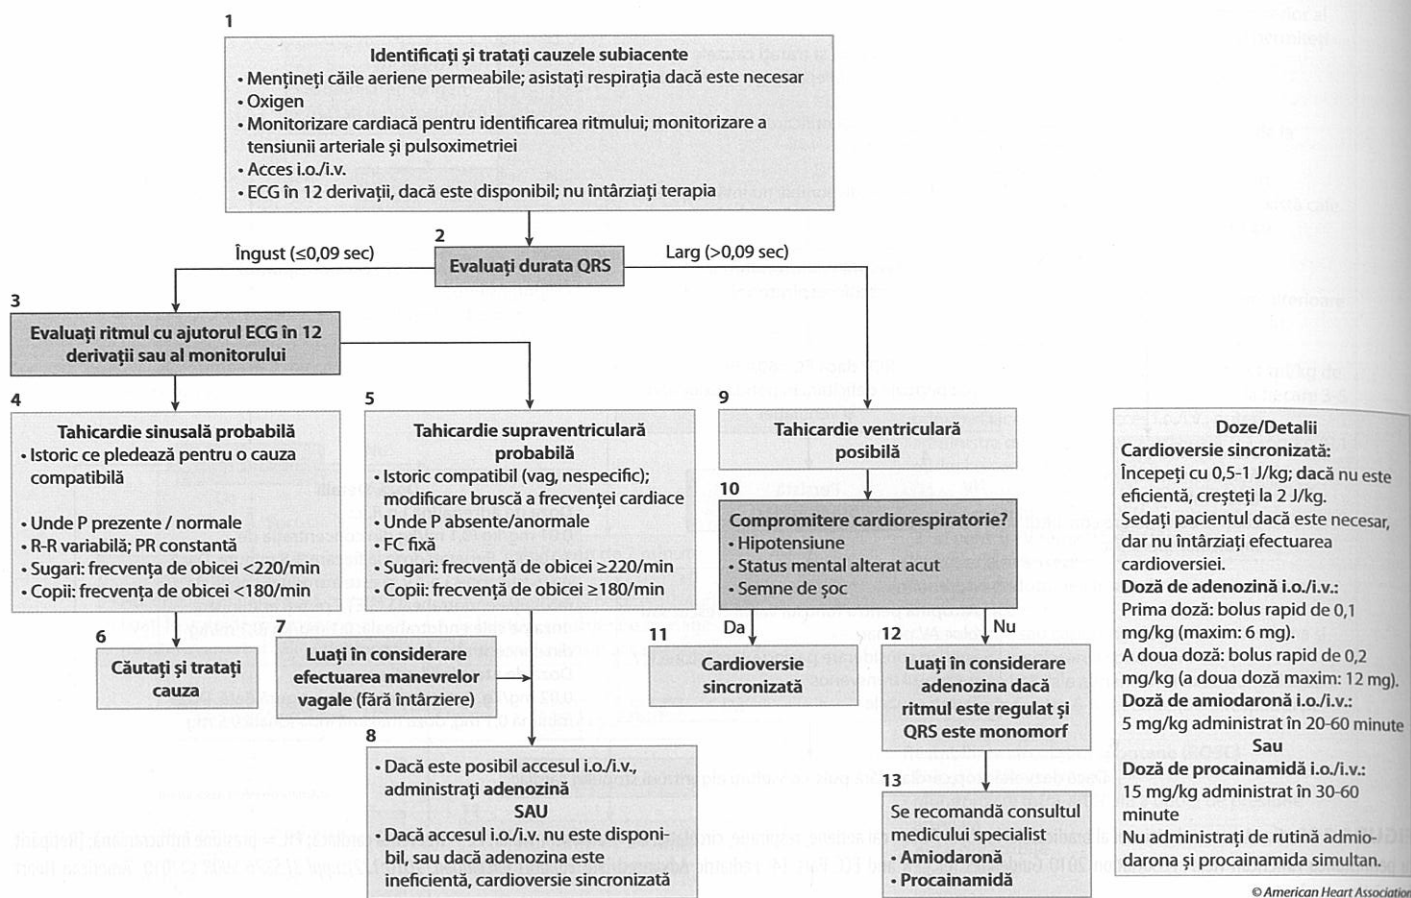 1
Identificați și tratați cauzele subiacente
• Mențineți căile aeriene permeabile; asistați respirația dacă este necesar
• Oxigen
• Monitorizare cardiacă pentru identificarea ritmului; monitorizare a
tensiunii arteriale și pulsoximetriei
• Acces i.o./i.v.
• ECG în 12 derivații, dacă este disponibil; nu întârziați terapia
2
Îngust (≤0,09 sec)
Evaluați durata QRS
Larg (>0,09 sec)
3
Evaluați ritmul cu ajutorul ECG în 12
derivații sau al monitorului
4
Tahicardie sinusală probabilă
• Istoric ce pledează pentru o cauza
compatibilă
• Unde P prezente / normale
• R-R variabilă; PR constantă
• Sugari: frecvența de obicei <220/min
• Copii: frecvența de obicei <180/min
5
Tahicardie supraventriculară
probabilă
• Istoric compatibil (vag, nespecific);
modificare bruscă a frecvenței cardiace
• Unde P absente/anormale
• FC fixă
• Sugari: frecvență de obicei ≥220/min
• Copii: frecvență de obicei ≥180/min
6
Căutați și tratați
cauza
7
Luați în considerare
efectuarea manevrelor
vagale (fără întârziere)
8
• Dacă este posibil accesul i.o./i.v.,
administrați adenozină
SAU
• Dacă accesul i.o./i.v. nu este disponi-
bil, sau dacă adenozina este
ineficientă, cardioversie sincronizată
9
Tahicardie ventriculară
posibilă
10
Compromitere cardiorespiratorie?
• Hipotensiune
• Status mental alterat acut
• Semne de șoc
Da
Nu
11
Cardioversie
sincronizată
12
Luați în considerare
adenozina dacă
ritmul este regulat și
QRS este monomorf
13
Se recomandă consultul
medicului specialist
• Amiodaronă
• Procainamidă
Doze/Detalii
Cardioversie sincronizată:
Începeți cu 0,5-1 J/kg; dacă nu este
eficientă, creșteți la 2 J/kg.
Sedați pacientul dacă este necesar,
dar nu întârziați efectuarea
cardioversiei.
Doză de adenozină i.o./i.v.:
Prima doză: bolus rapid de 0,1
mg/kg (maxim: 6 mg).
A doua doză: bolus rapid de 0,2
mg/kg (a doua doză maxim: 12 mg).
Doză de amiodaronă i.o./i.v.:
5 mg/kg administrat în 20-60 minute
Sau
Doză de procainamidă i.o./i.v.:
15 mg/kg administrat în 30-60
minute
Nu administrați de rutină amio-
darona și procainamida simultan.
© American Heart Association